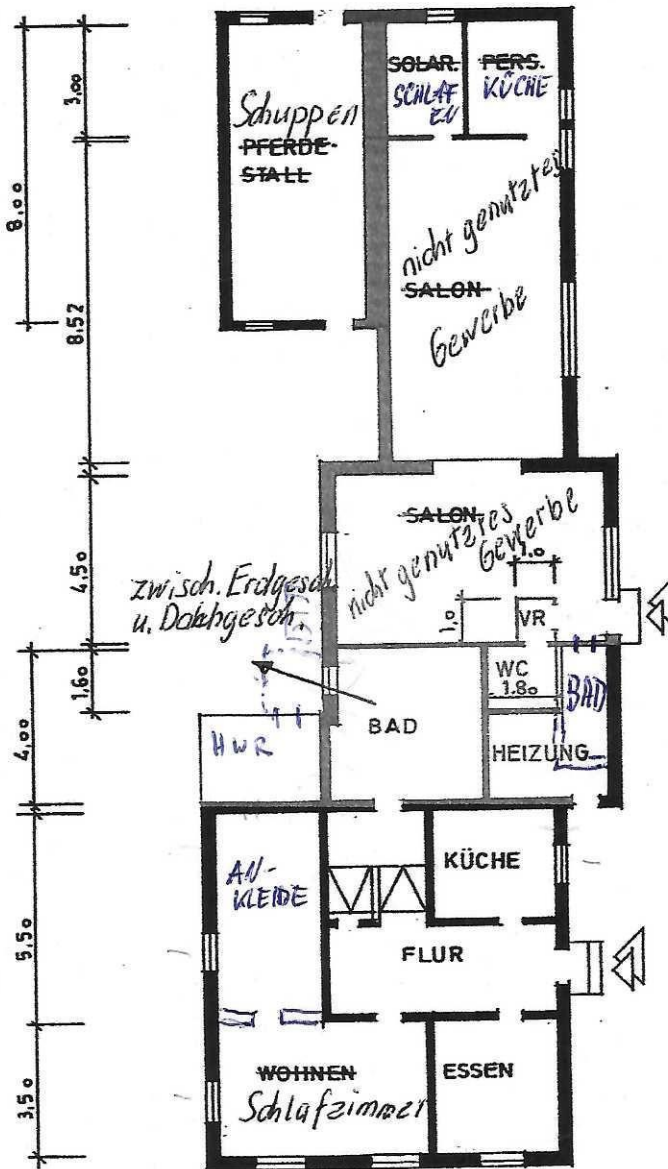 SOLAR.
PERS.
SCHLAF
EN
KÜCHE
Schuppen
PFERDE-
STALL
3,00
8,00
8,52
nicht genutztes
SALON
Gewerbe
SALON
nicht genutztes
Gewerbe
1.0
1,0
VR
4,50
zwisch. Erdgesch.
u. Dachgesch.
1,60
WC
1.80
BAD
BAD
4,00
HWR
HEIZUNG
AN-
KLEIDE
KÜCHE
5,50
FLUR
WOHNEN
Schlafzimmer
ESSEN
3,50